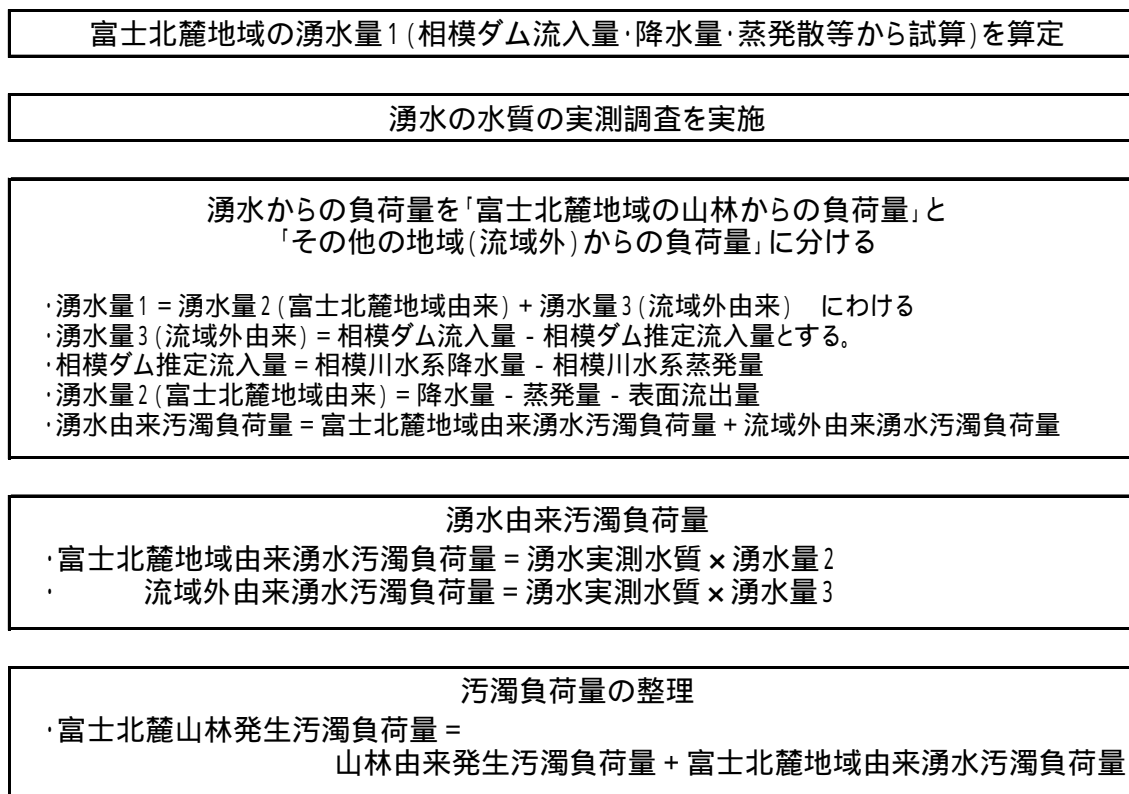 富士北麓地域の湧水量1(相模ダム流入量・降水量・蒸発散等から試算)を算定
湧水の水質の実測調査を実施
湧水からの負荷量を「富士北麓地域の山林からの負荷量」と
「その他の地域(流域外)からの負荷量」に分ける
・湧水量1=湧水量2(富士北麓地域由来)+湧水量3(流域外由来) にわける
・湧水量3(流域外由来)=相模ダム流入量-相模ダム推定流入量とする。
・相模ダム推定流入量=相模川水系降水量-相模川水系蒸発量
・湧水量2(富士北麓地域由来)=降水量-蒸発量-表面流出量
・湧水由来汚濁負荷量=富士北麓地域由来湧水汚濁負荷量+流域外由来湧水汚濁負荷量
湧水由来汚濁負荷量
・富士北麓地域由来湧水汚濁負荷量=湧水実測水質×湧水量2
・ 流域外由来湧水汚濁負荷量=湧水実測水質×湧水量3
汚濁負荷量の整理
・富士北麓山林発生汚濁負荷量=
山林由来発生汚濁負荷量+富士北麓地域由来湧水汚濁負荷量